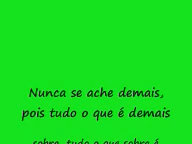 Nunca se ache demais,
pois tudo o que é demais
sobra, tudo o que sobra é